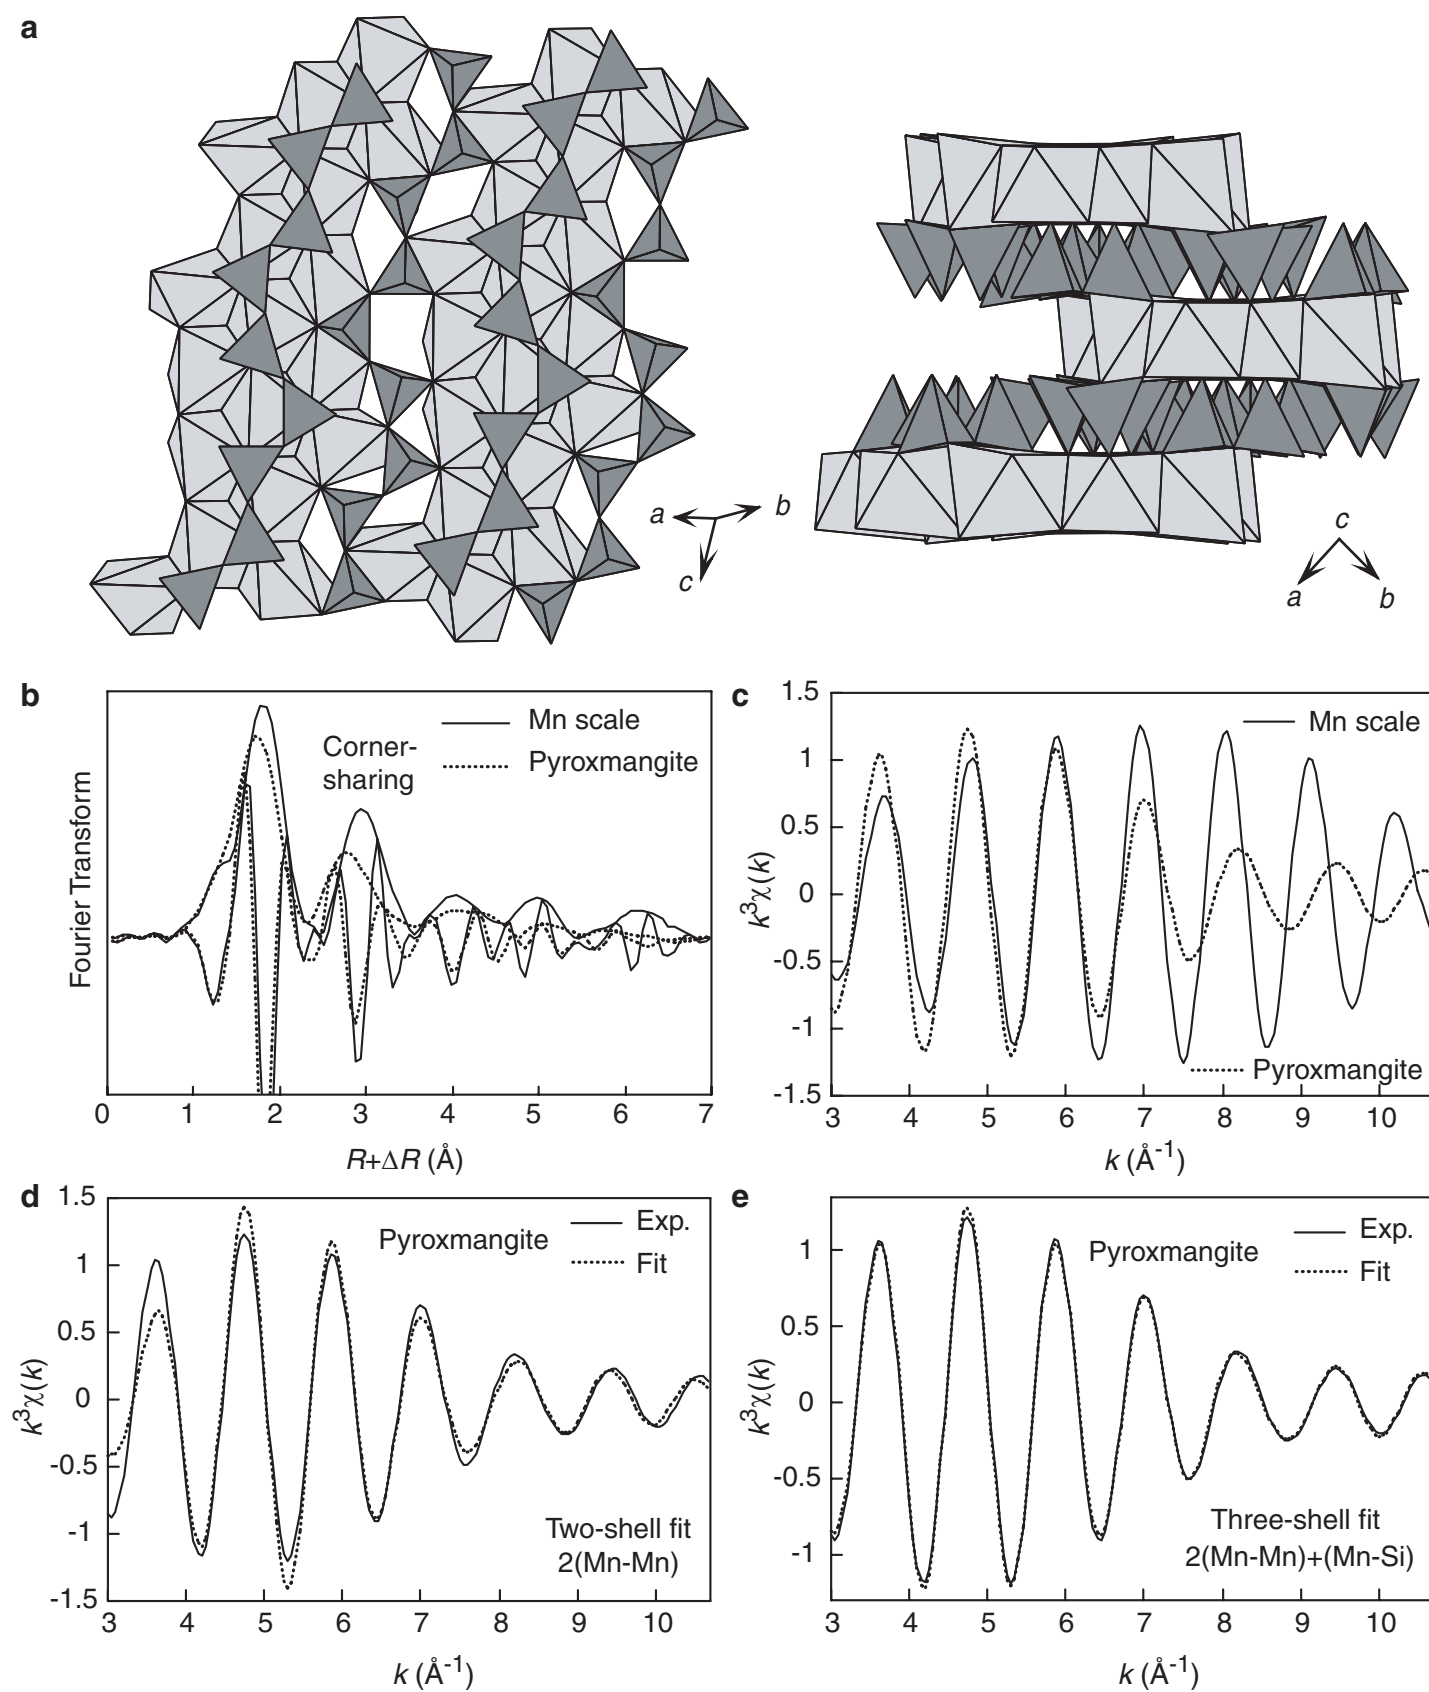 a
a
b
c
c
a
b
b
Fourier Transform
Corner-
sharing
Mn scale
Pyroxmangite
0 1 2 3 4 5 6 7
R+ΔR (Å)
c
k³χ(k)
1.5
1
0.5
0
-0.5
-1
-1.5
Mn scale
Pyroxmangite
3 4 5 6 7 8 9 10
k (Å⁻¹)
d
k³χ(k)
1.5
1
0.5
0
-0.5
-1
-1.5
Pyroxmangite
Exp.
Fit
Two-shell fit
2(Mn-Mn)
3 4 5 6 7 8 9 10
k (Å⁻¹)
e
k³χ(k)
1
0.5
0
-0.5
-1
Pyroxmangite
Exp.
Fit
Three-shell fit
2(Mn-Mn)+(Mn-Si)
3 4 5 6 7 8 9 10
k (Å⁻¹)